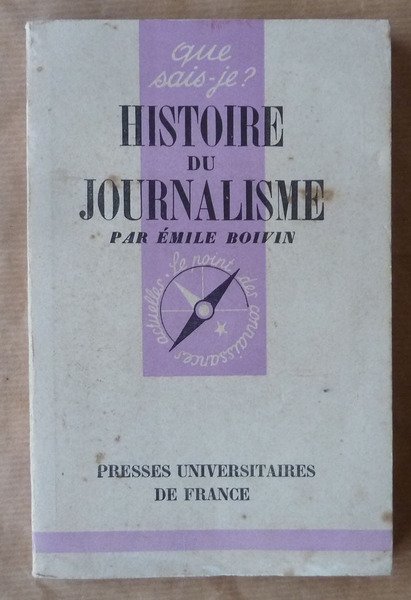 que
sais-je?
HISTOIRE
DU
JOURNALISME
PAR ÉMILE BOIVIN
le point des connaissances actuelles.
PRESSES UNIVERSITAIRES
DE FRANCE